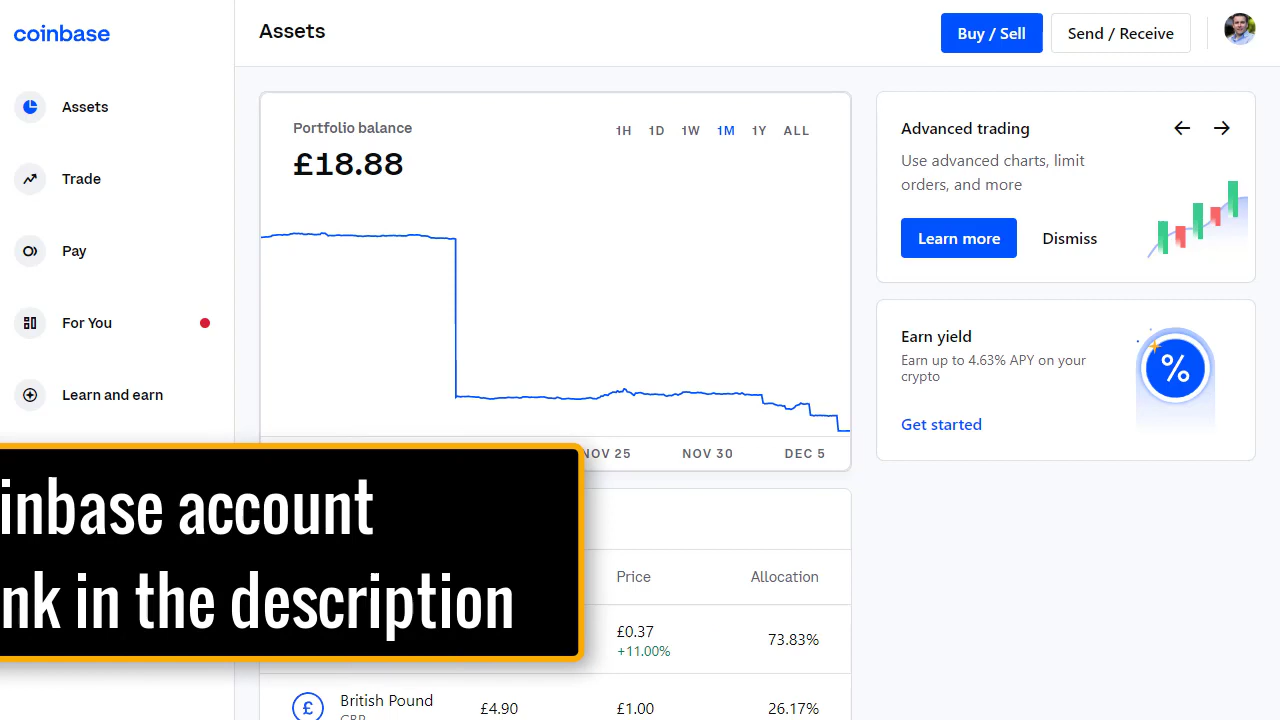 coinbase
Assets
Buy / Sell
Send / Receive
Assets
Trade
Pay
For You
Learn and earn
Portfolio balance
£18.88
1H 1D 1W 1M 1Y ALL
NOV 25 NOV 30 DEC 5
Advanced trading
Use advanced charts, limit
orders, and more
Learn more
Dismiss
Earn yield
Earn up to 4.63% APY on your
crypto
%
Get started
inbase account
nk in the description
Price Allocation
£0.37 73.83%
+11.00%
£ British Pound £4.90 £1.00 26.17%
GBP